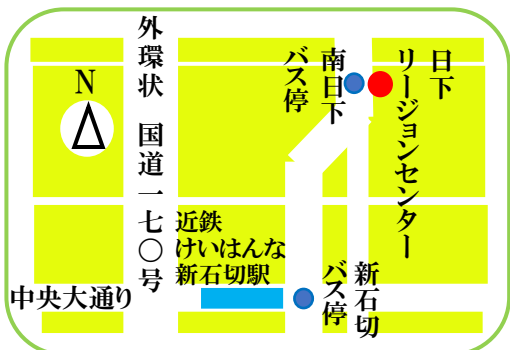 外環状 国道一七〇号
N
南日下
バス停
日下
リージョンセンター
近鉄
けいはんな
新石切駅
中央大通り
新石切
バス停